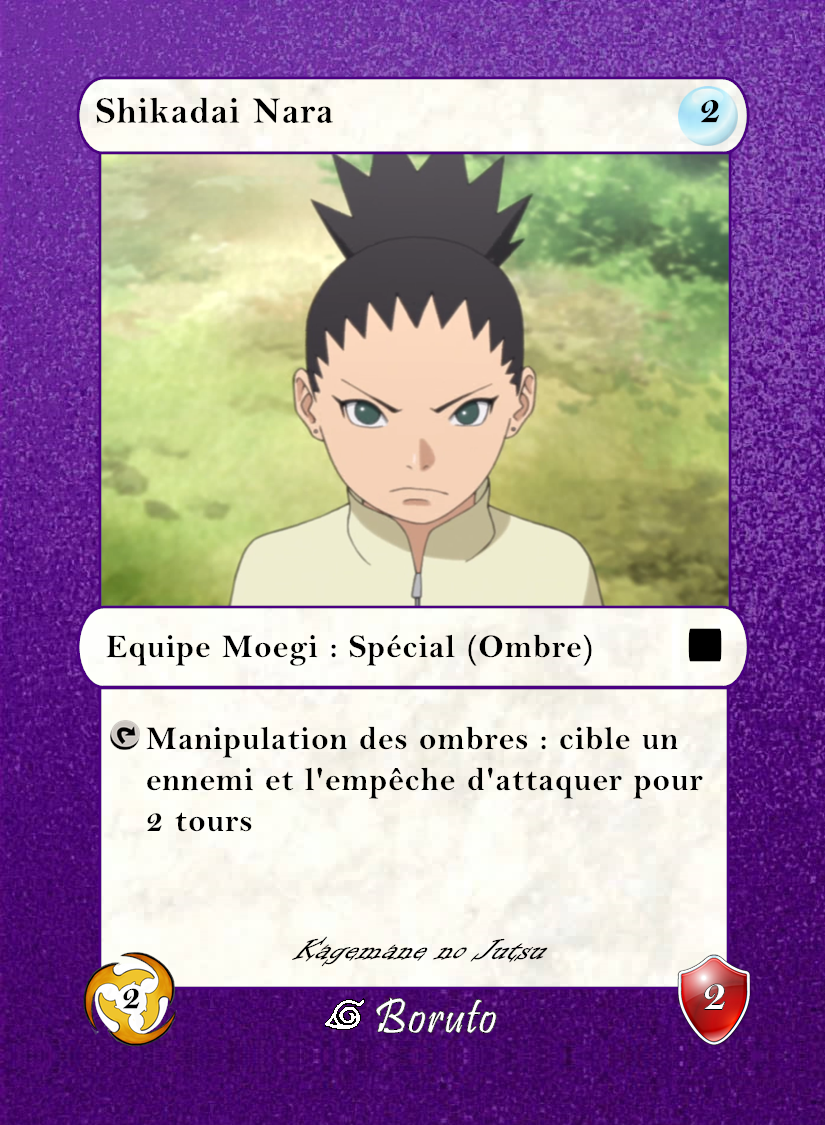 Shikadai Nara
2
Equipe Moegi : Spécial (Ombre)
Manipulation des ombres : cible un
ennemi et l'empêche d'attaquer pour
2 tours
Kagemane no Jutsu
2
Boruto
2